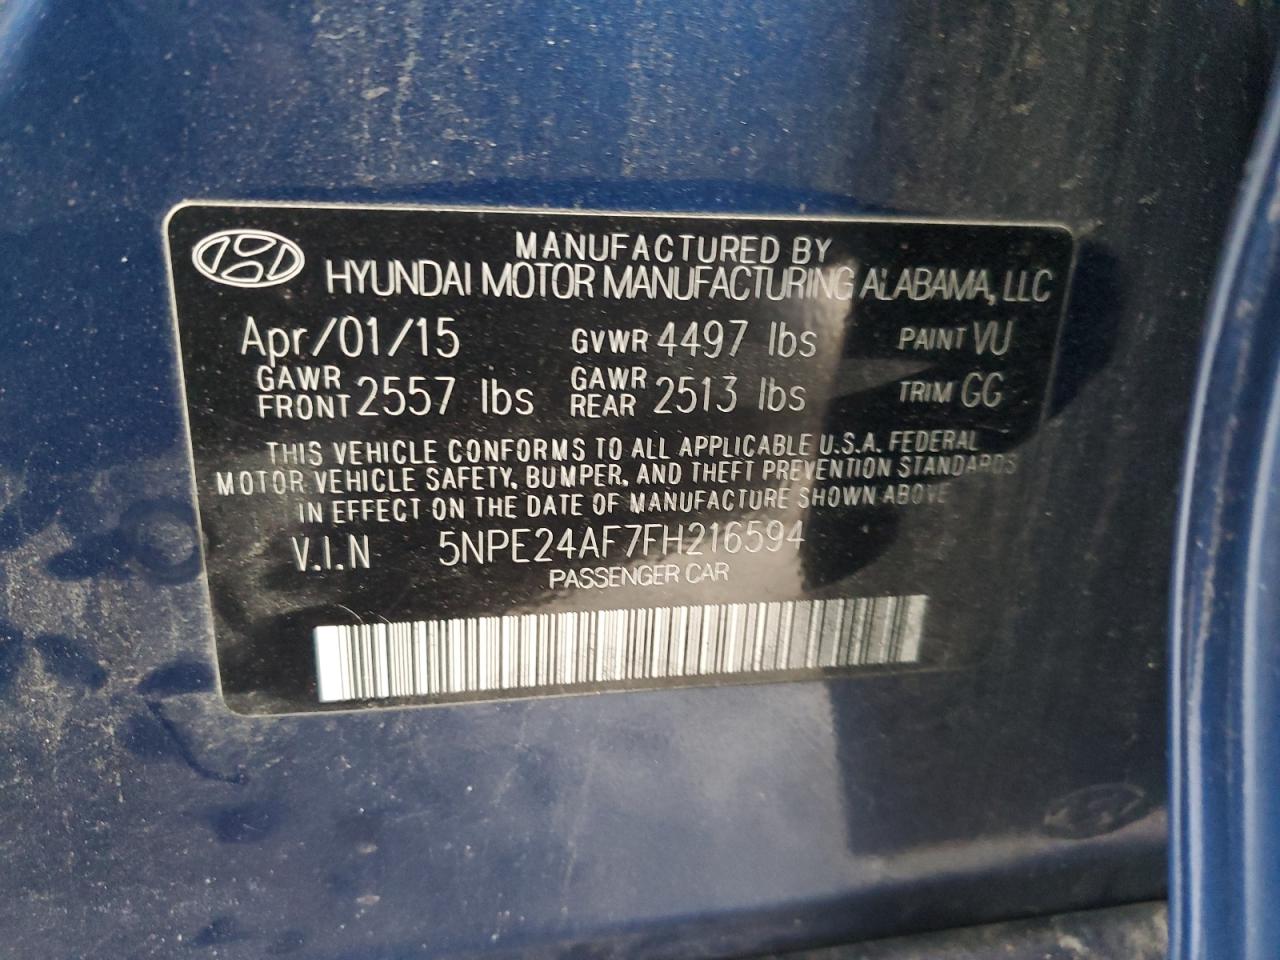 MANUFACTURED BY
HYUNDAI MOTOR MANUFACTURING ALABAMA, LLC
Apr/01/15 GVWR 4497 lbs PAINT VU
GAWR FRONT 2557 lbs GAWR REAR 2513 lbs TRIM GG
THIS VEHICLE CONFORMS TO ALL APPLICABLE U.S.A. FEDERAL
MOTOR VEHICLE SAFETY, BUMPER, AND THEFT PREVENTION STANDARDS
IN EFFECT ON THE DATE OF MANUFACTURE SHOWN ABOVE
V.I.N 5NPE24AF7FH216594
PASSENGER CAR